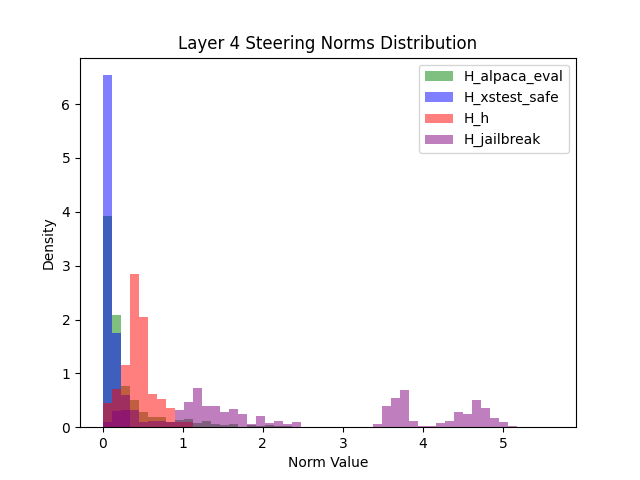 Layer 4 Steering Norms Distribution
H_alpaca_eval
H_xstest_safe
H_h
H_jailbreak
Density
6
5
4
3
2
1
0
0 1 2 3 4 5
Norm Value